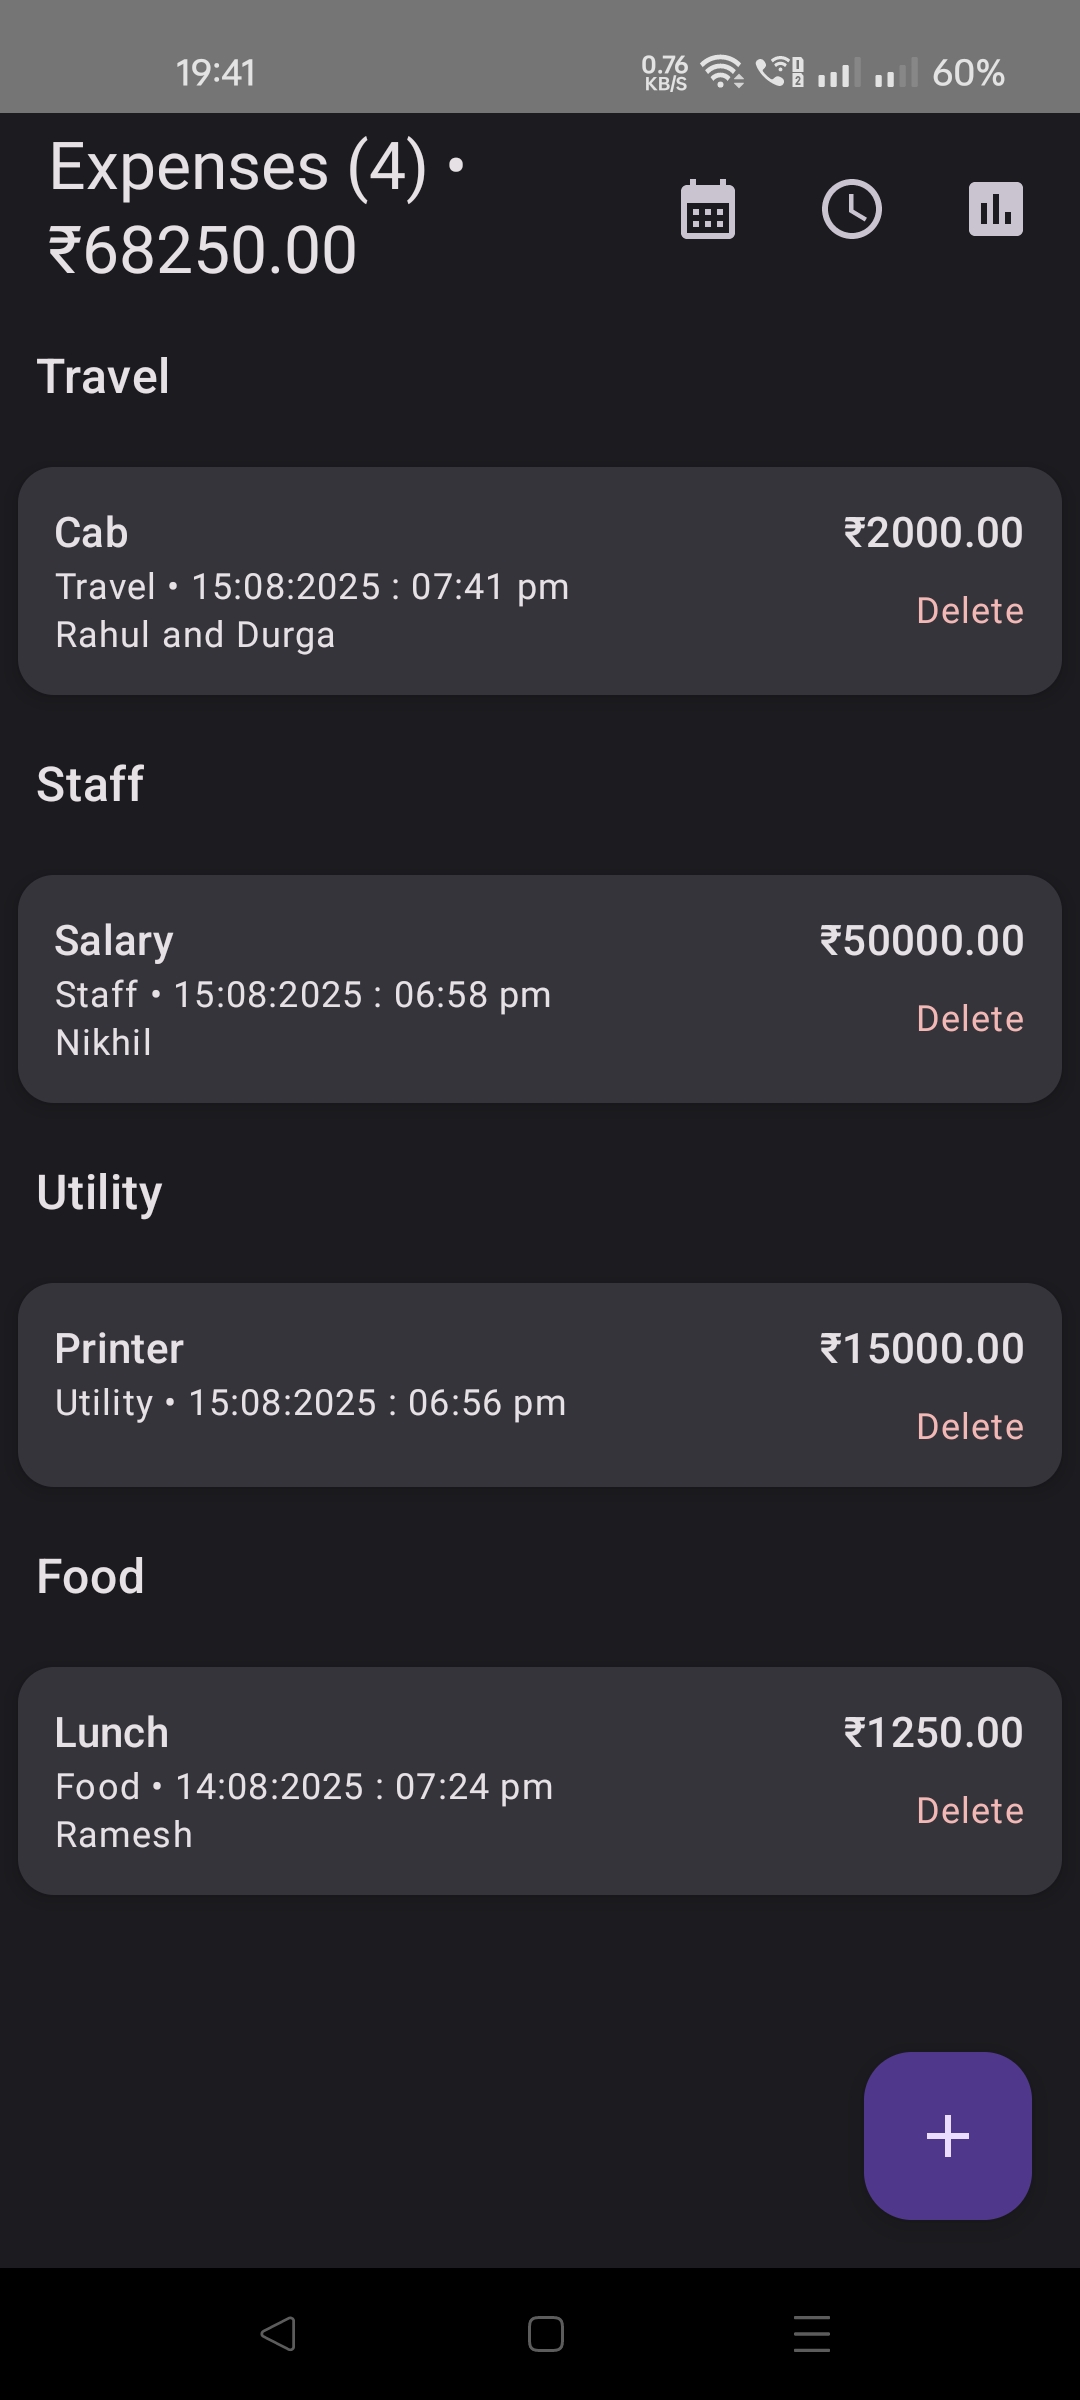 19:41
0.76
KB/S
1
2
60%
Expenses (4) •
₹68250.00
Travel
Cab
₹2000.00
Travel • 15:08:2025 : 07:41 pm
Delete
Rahul and Durga
Staff
Salary
₹50000.00
Staff • 15:08:2025 : 06:58 pm
Delete
Nikhil
Utility
Printer
₹15000.00
Utility • 15:08:2025 : 06:56 pm
Delete
Food
Lunch
₹1250.00
Food • 14:08:2025 : 07:24 pm
Delete
Ramesh